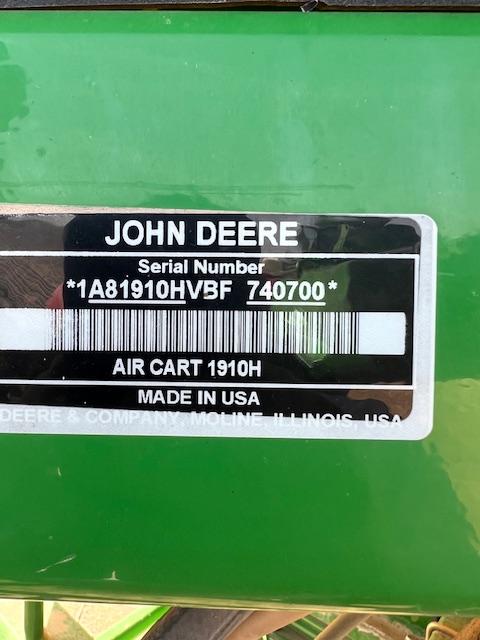 JOHN DEERE
Serial Number
*1A81910HVBF 740700*
AIR CART 1910H
MADE IN USA
DEERE & COMPANY, MOLINE, ILLINOIS, USA